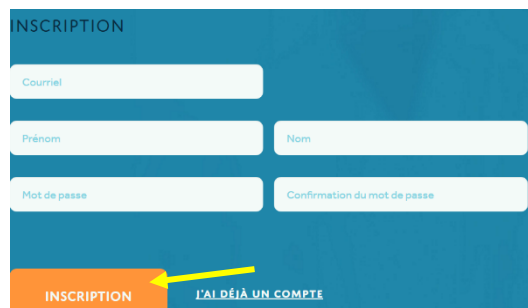 INSCRIPTION
Courriel
Prénom Nom
Mot de passe Confirmation du mot de passe
INSCRIPTION J'AI DÉJÀ UN COMPTE